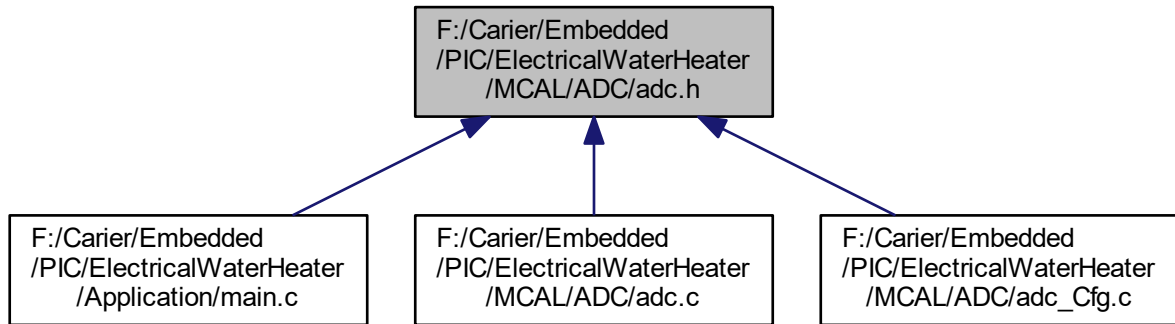 F:/Carier/Embedded
/PIC/ElectricalWaterHeater
/MCAL/ADC/adc.h
F:/Carier/Embedded
/PIC/ElectricalWaterHeater
/Application/main.c
F:/Carier/Embedded
/PIC/ElectricalWaterHeater
/MCAL/ADC/adc.c
F:/Carier/Embedded
/PIC/ElectricalWaterHeater
/MCAL/ADC/adc_Cfg.c